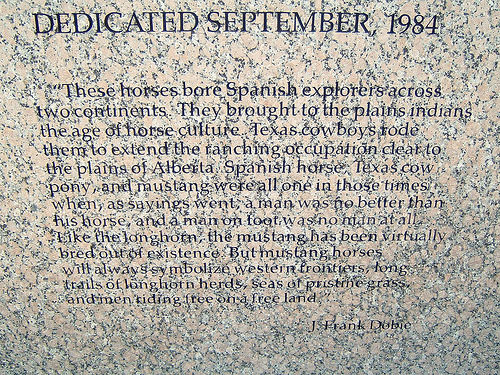 DEDICATED SEPTEMBER, 1984
"These horses bore Spanish explorers across
two continents. They brought to the plains indians
the age of horse culture. Texas cowboys rode
them to extend the ranching occupation clear to
the plains of Alberta. Spanish horse, Texas cow
pony, and mustang were all one in those times
when, as sayings went, a man was no better than
his horse, and a man on foot was no man at all.
Like the longhorn, the mustang has been virtually
bred out of existence. But mustang horses
will always symbolize western frontiers, long
trails of longhorn herds, seas of pristine grass,
and men riding free on a free land."
J. Frank Dobie